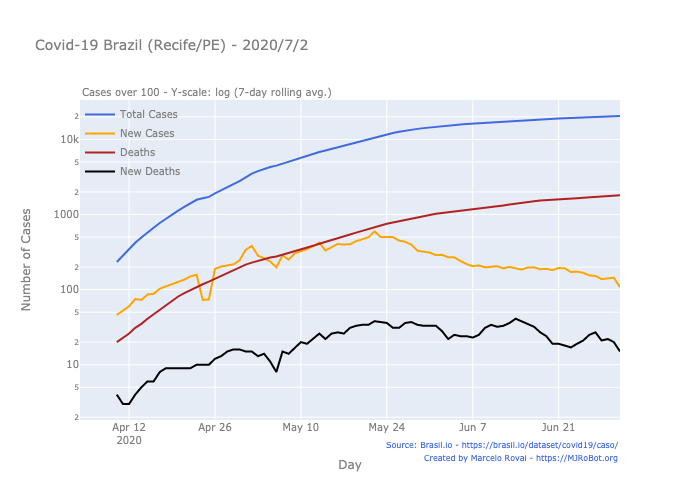 Covid-19 Brazil (Recife/PE) - 2020/7/2
Cases over 100 - Y-scale: log (7-day rolling avg.)
Total Cases
New Cases
Deaths
New Deaths
2
10k
5
2
1000
5
2
100
5
2
10
5
2
Number of Cases
Apr 12 Apr 26 May 10 May 24 Jun 7 Jun 21
2020
Day
Source: Brasil.io - https://brasil.io/dataset/covid19/caso/
Created by Marcelo Rovai - https://MJRoBot.org